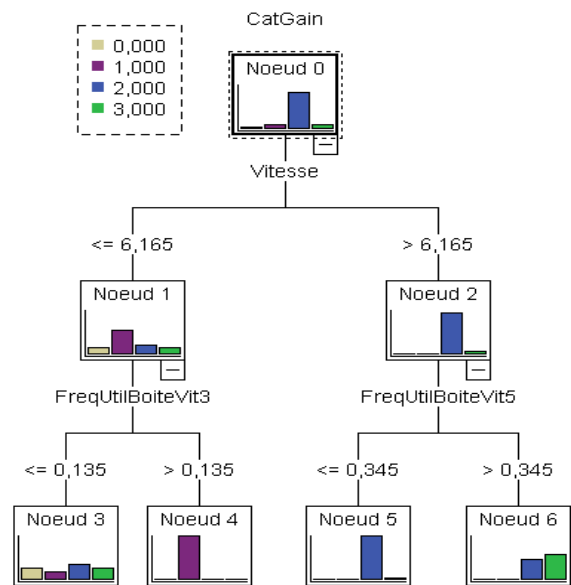 CatGain
0,000
1,000
2,000
3,000
Noeud 0
Vitesse
<= 6,165
> 6,165
Noeud 1
Noeud 2
FreqUtilBoiteVit3
FreqUtilBoiteVit5
<= 0,135
> 0,135
<= 0,345
> 0,345
Noeud 3
Noeud 4
Noeud 5
Noeud 6